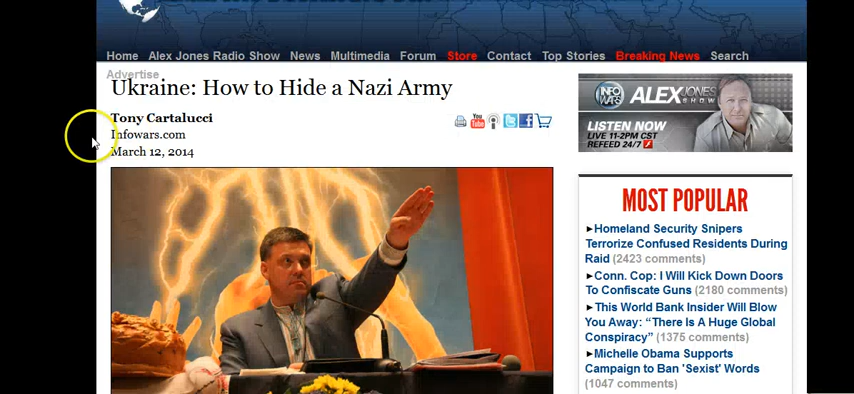 Home Alex Jones Radio Show News Multimedia Forum Store Contact Top Stories Breaking News Search
Advertise
Ukraine: How to Hide a Nazi Army
Tony Cartalucci
Infowars.com
March 12, 2014
You
Tube
INFO
WARS
ALEX JONES
SHOW
LISTEN NOW
LIVE 11-2PM CST
REFEED 24/7
MOST POPULAR
►Homeland Security Snipers
Terrorize Confused Residents During
Raid (2423 comments)
►Conn. Cop: I Will Kick Down Doors
To Confiscate Guns (2180 comments)
►This World Bank Insider Will Blow
You Away: “There Is A Huge Global
Conspiracy” (1375 comments)
►Michelle Obama Supports
Campaign to Ban 'Sexist' Words
(1047 comments)